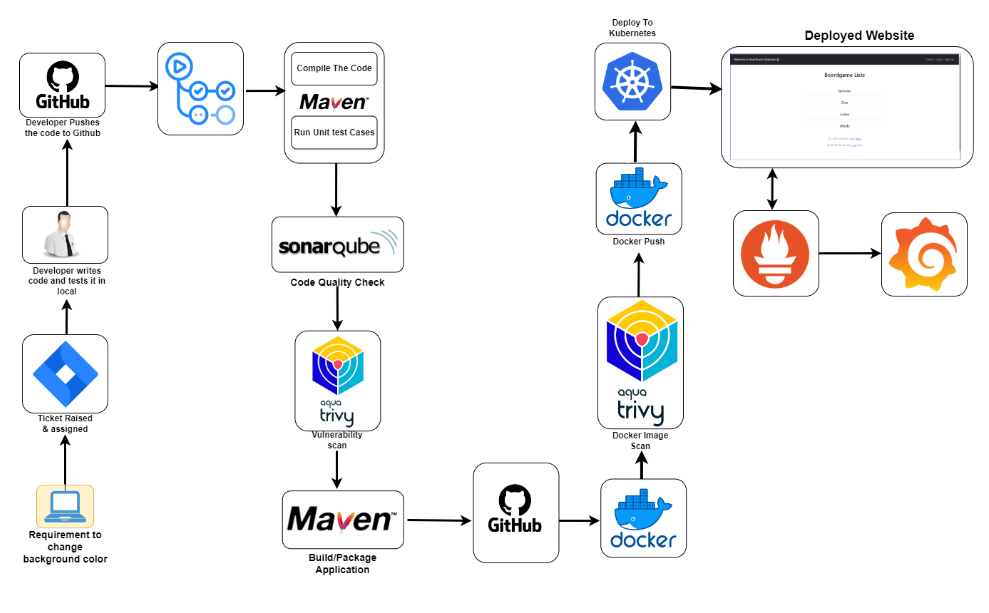 Requirement to
change
background color
Ticket Raised
& assigned
Developer writes
code and tests it in
local
GitHub
Developer Pushes
the code to Github
Compile The Code
Maven™
Run Unit test Cases
sonarqube
Code Quality Check
aqua
trivy
Vulnerability
scan
Maven™
Build/Package
Application
GitHub
docker
aqua
trivy
Docker Image
Scan
docker
Docker Push
Deploy To
Kubernetes
Deployed Website
Boardgame Lists